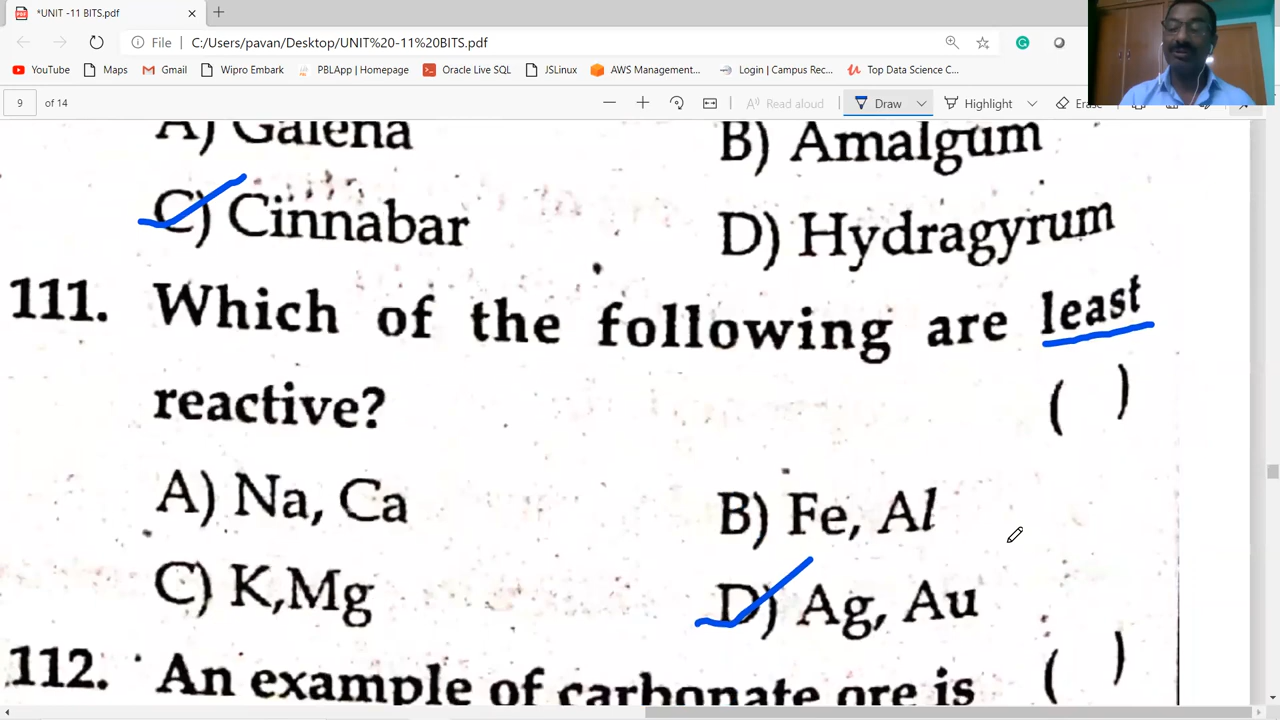 *UNIT -11 BITS.pdf
File C:/Users/pavan/Desktop/UNIT%20-11%20BITS.pdf
YouTube Maps Gmail Wipro Embark PBLApp | Homepage Oracle Live SQL JSLinux AWS Management... Login | Campus Rec... Top Data Science C...
9 of 14 Read aloud Draw Highlight Erase
A) Galena B) Amalgum
C) Cinnabar D) Hydragyrum
111. Which of the following are least
reactive? ( )
A) Na, Ca B) Fe, Al
C) K,Mg D) Ag, Au
112. An example of carbonate ore is ( )